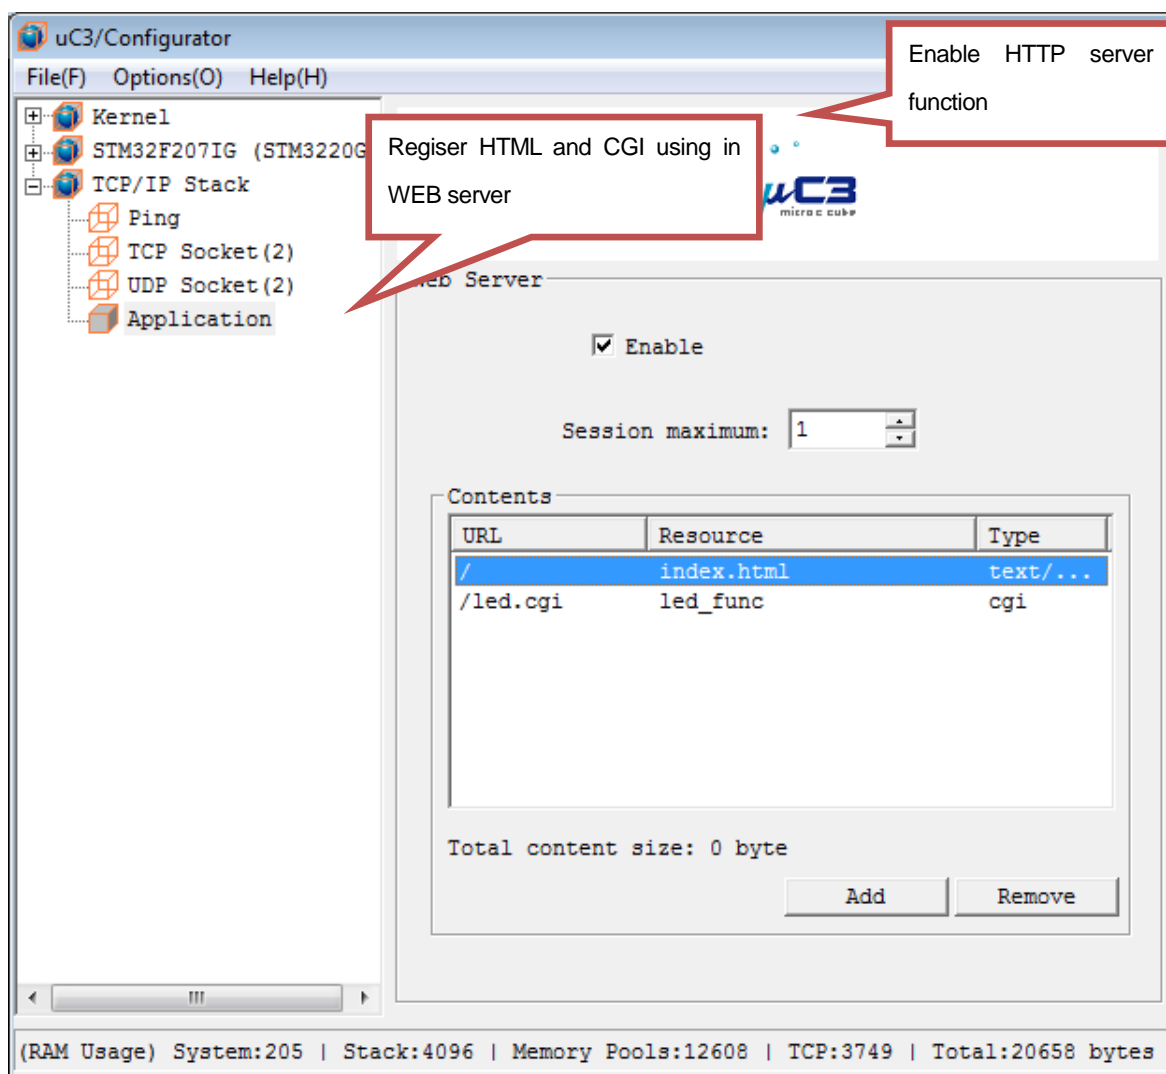 uC3/Configurator
File(F) Options(O) Help(H)
Enable HTTP server
function
Kernel
STM32F207IG (STM3220G
TCP/IP Stack
Ping
TCP Socket(2)
UDP Socket(2)
Application
Regiser HTML and CGI using in
WEB server
μC3
micro c cube
eb Server
Enable
Session maximum: 1
Contents
URL Resource Type
/ index.html text/...
/led.cgi led_func cgi
Total content size: 0 byte
Add Remove
(RAM Usage) System:205 | Stack:4096 | Memory Pools:12608 | TCP:3749 | Total:20658 bytes